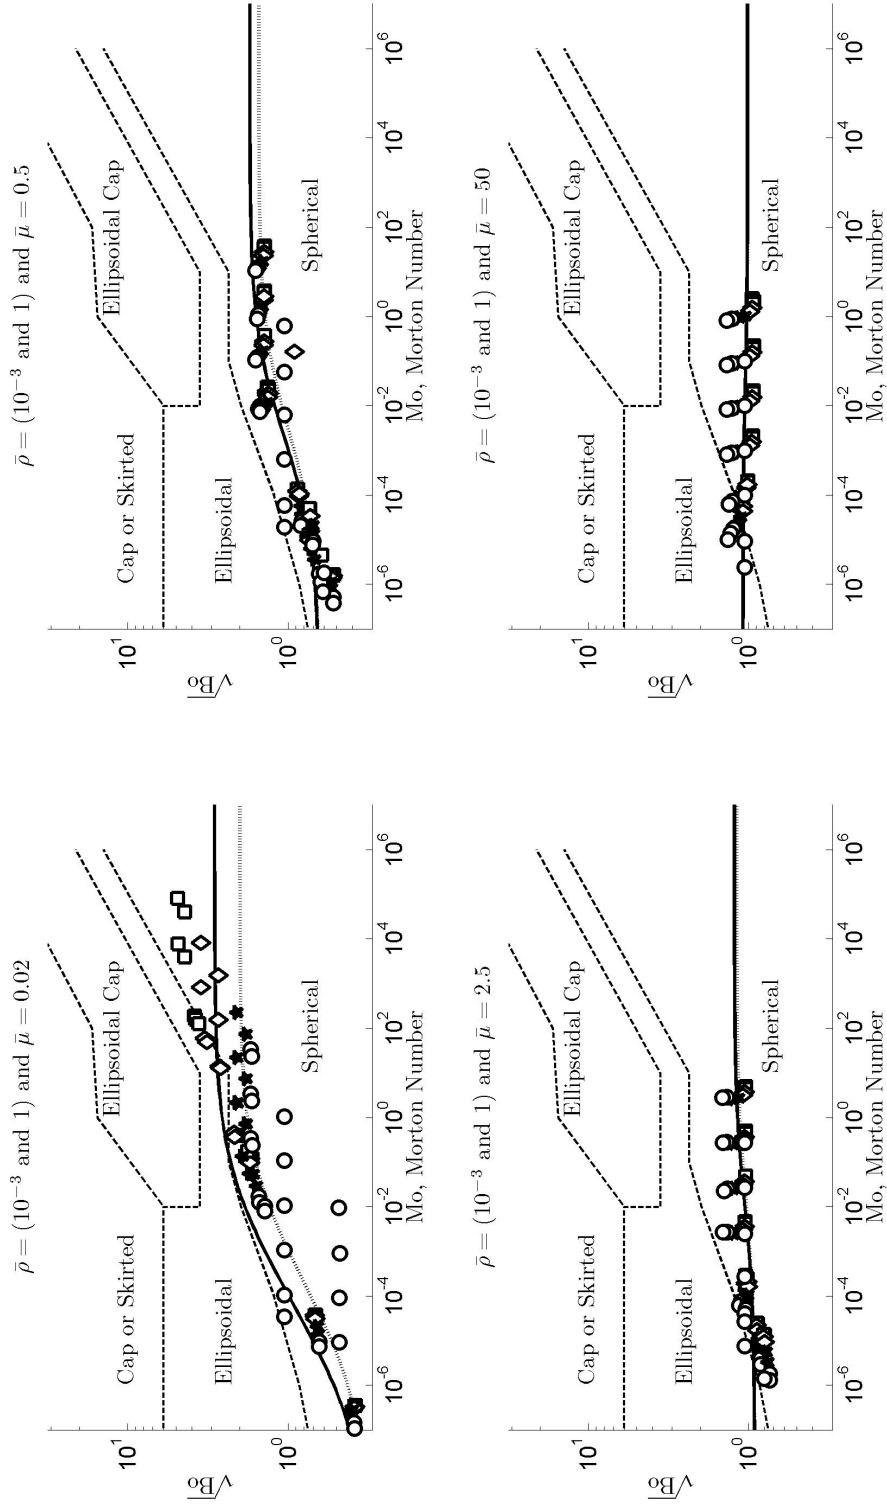 ρ̄ = (10⁻³ and 1) and μ̄ = 0.02
10¹
10⁰
√Bo
Cap or Skirted
Ellipsoidal Cap
Ellipsoidal
Spherical
10⁻⁶ 10⁻⁴ 10⁻² 10⁰ 10² 10⁴ 10⁶
Mo, Morton Number
ρ̄ = (10⁻³ and 1) and μ̄ = 0.5
10¹
10⁰
√Bo
Cap or Skirted
Ellipsoidal Cap
Ellipsoidal
Spherical
10⁻⁶ 10⁻⁴ 10⁻² 10⁰ 10² 10⁴ 10⁶
Mo, Morton Number
ρ̄ = (10⁻³ and 1) and μ̄ = 2.5
10¹
10⁰
√Bo
Cap or Skirted
Ellipsoidal Cap
Ellipsoidal
Spherical
10⁻⁶ 10⁻⁴ 10⁻² 10⁰ 10² 10⁴ 10⁶
Mo, Morton Number
ρ̄ = (10⁻³ and 1) and μ̄ = 50
10¹
10⁰
√Bo
Cap or Skirted
Ellipsoidal Cap
Ellipsoidal
Spherical
10⁻⁶ 10⁻⁴ 10⁻² 10⁰ 10² 10⁴ 10⁶
Mo, Morton Number